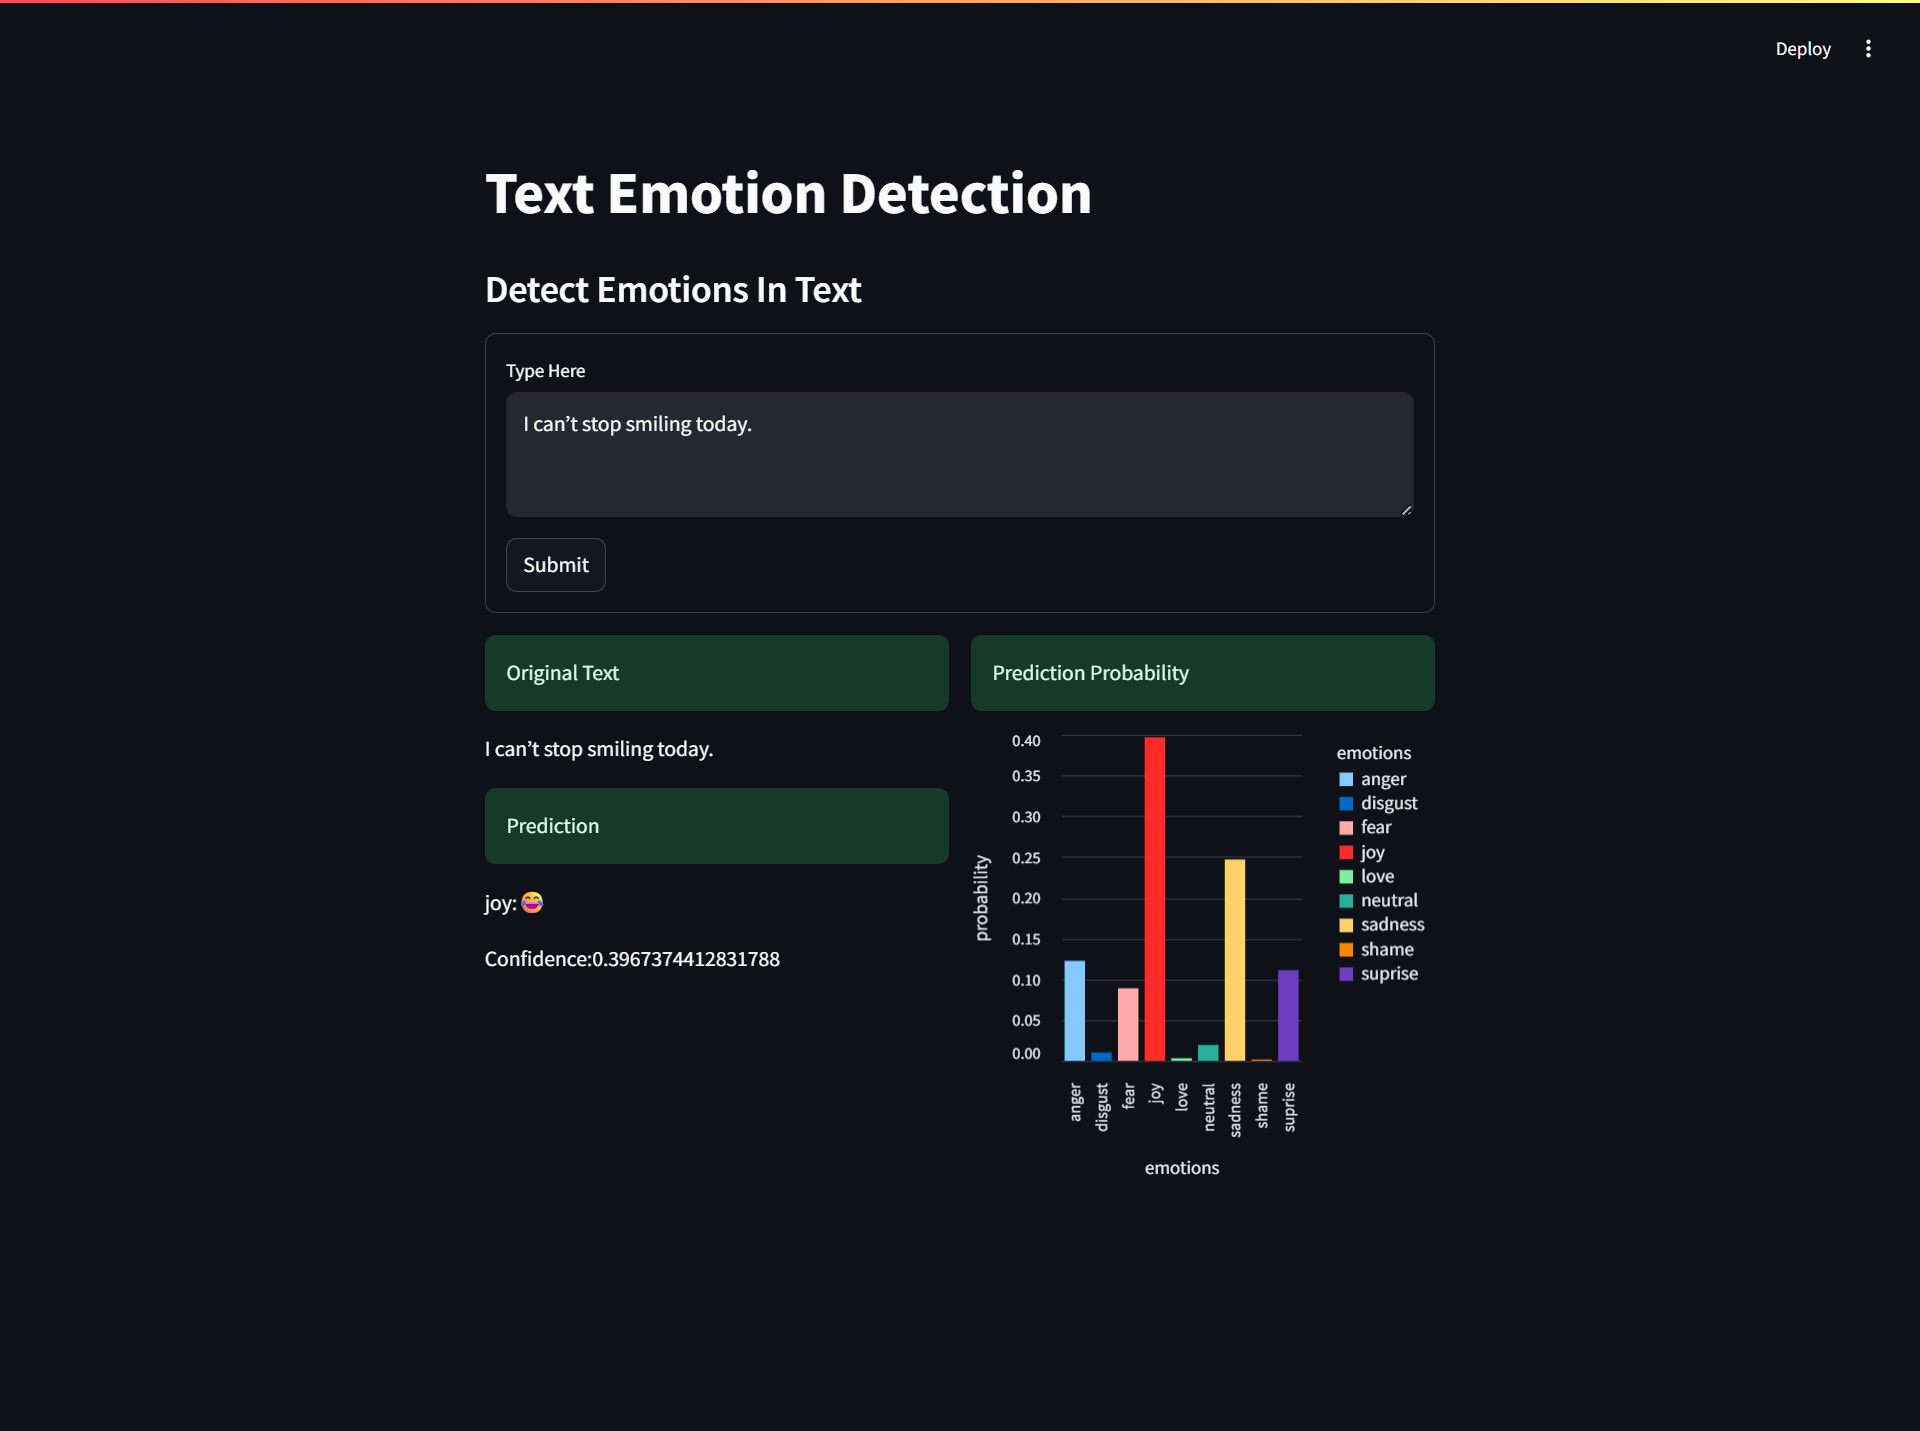 Deploy
Text Emotion Detection
Detect Emotions In Text
Type Here
I can’t stop smiling today.
Submit
Original Text
I can’t stop smiling today.
Prediction
joy:😂
Confidence:0.3967374412831788
Prediction Probability
0.40
0.35
0.30
0.25
0.20
0.15
0.10
0.05
0.00
probability
anger
disgust
fear
joy
love
neutral
sadness
shame
suprise
emotions
emotions
anger
disgust
fear
joy
love
neutral
sadness
shame
suprise